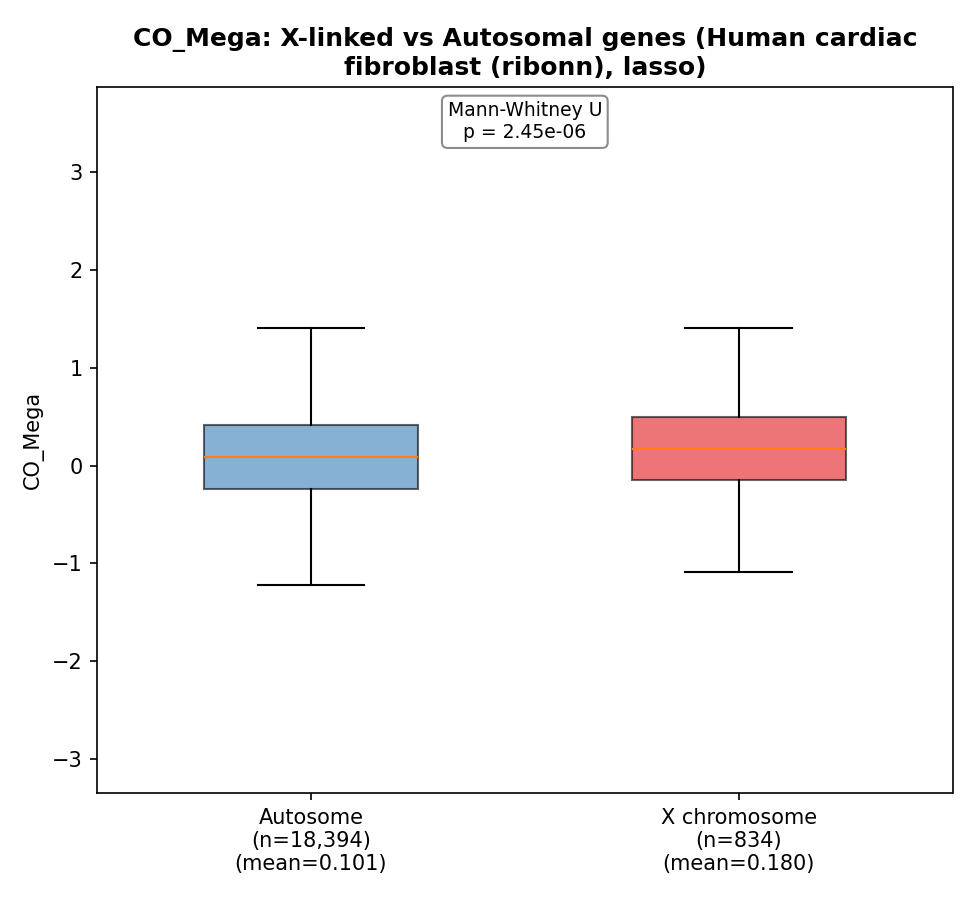 CO_Mega: X-linked vs Autosomal genes (Human cardiac
fibroblast (ribonn), lasso)
Mann-Whitney U
p = 2.45e-06
CO_Mega
3
2
1
0
−1
−2
−3
Autosome
(n=18,394)
(mean=0.101)
X chromosome
(n=834)
(mean=0.180)